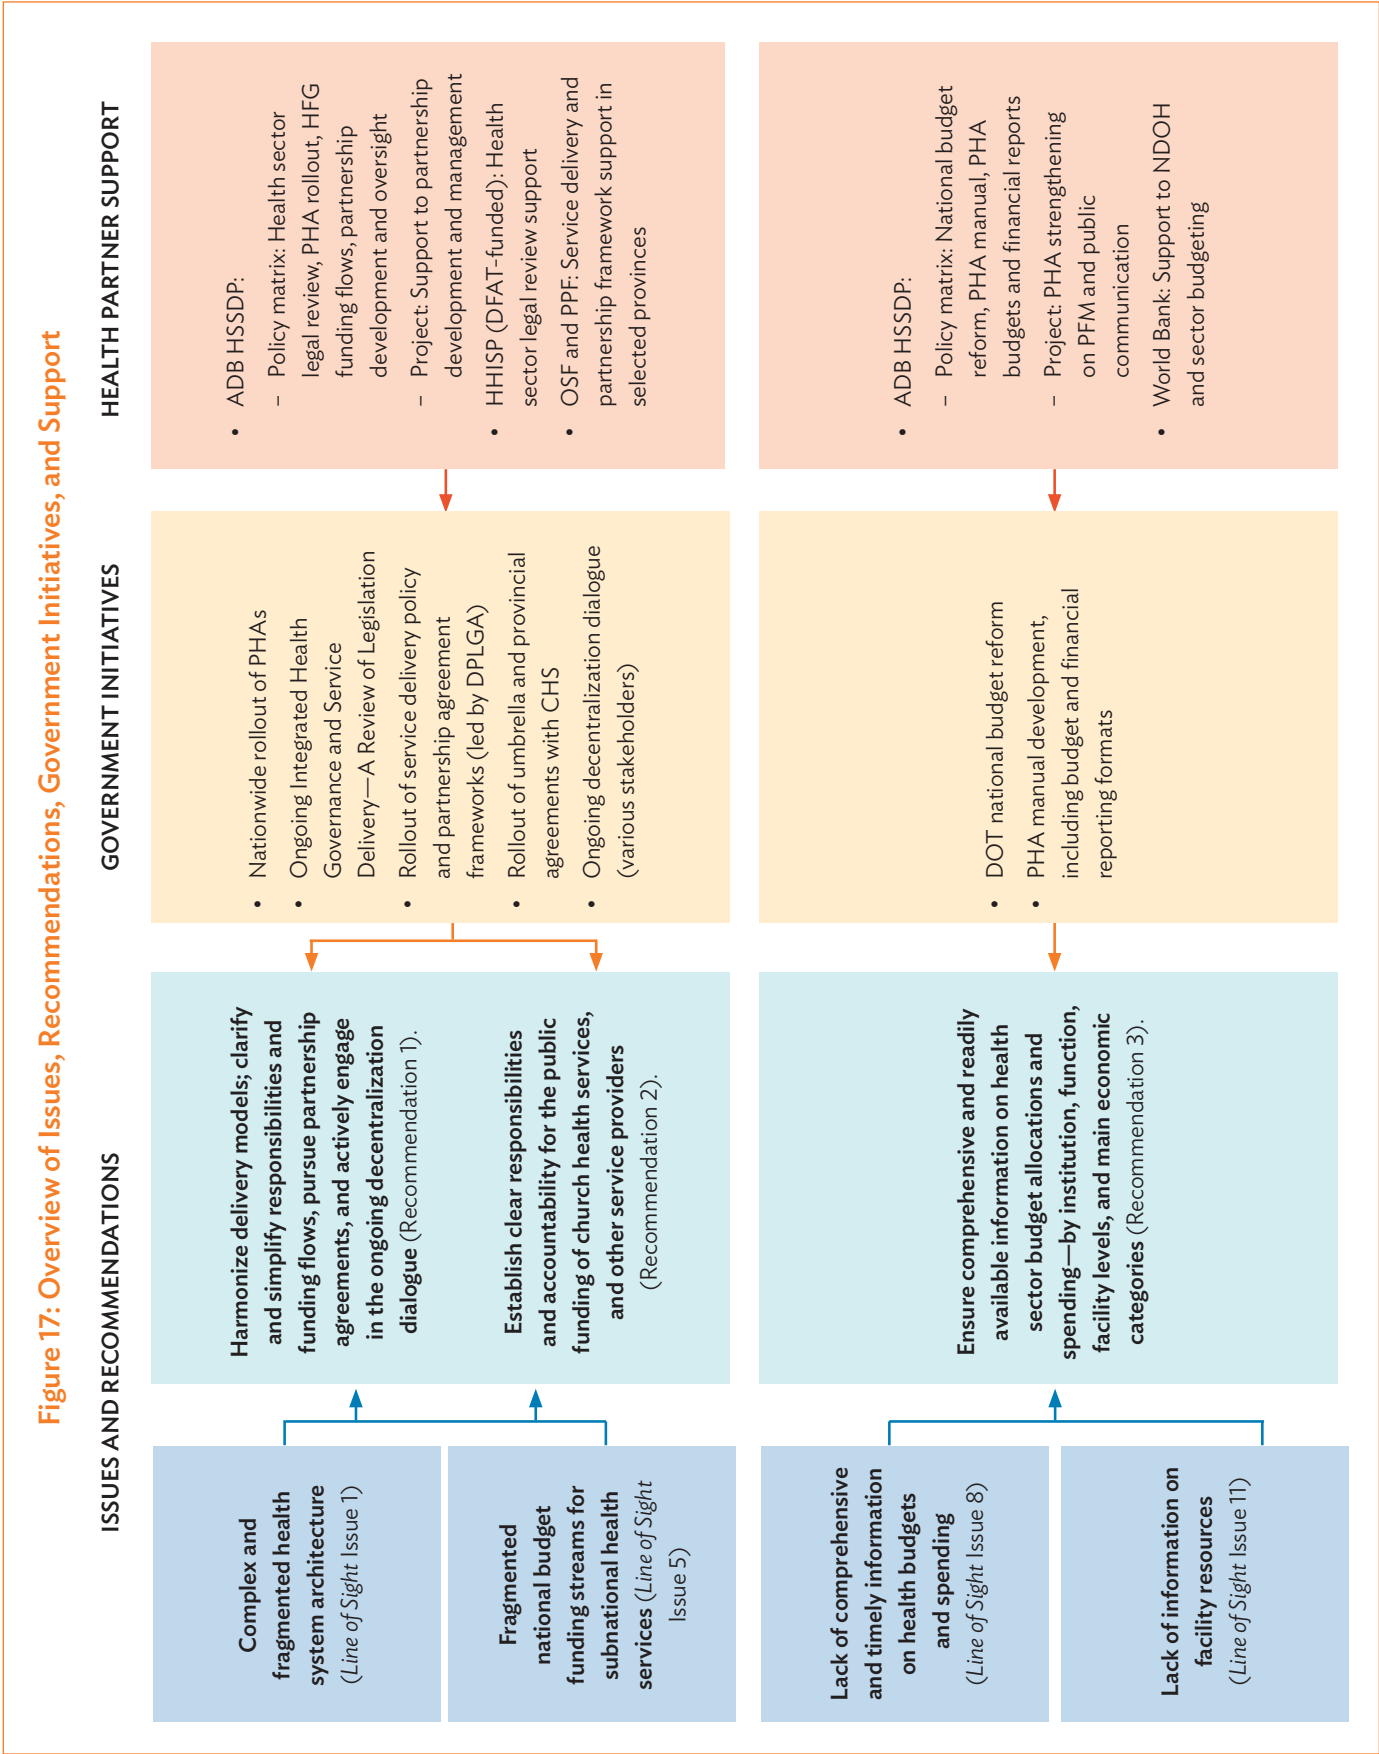 Figure 17: Overview of Issues, Recommendations, Government Initiatives, and Support
ISSUES AND RECOMMENDATIONS
GOVERNMENT INITIATIVES
HEALTH PARTNER SUPPORT
Complex and
fragmented health
system architecture
(Line of Sight Issue 1)
Fragmented
national budget
funding streams for
subnational health
services (Line of Sight
Issue 5)
Harmonize delivery models; clarify
and simplify responsibilities and
funding flows, pursue partnership
agreements, and actively engage
in the ongoing decentralization
dialogue (Recommendation 1).
Establish clear responsibilities
and accountability for the public
funding of church health services,
and other service providers
(Recommendation 2).
• Nationwide rollout of PHAs
• Ongoing Integrated Health
Governance and Service
Delivery—A Review of Legislation
• Rollout of service delivery policy
and partnership agreement
frameworks (led by DPLGA)
• Rollout of umbrella and provincial
agreements with CHS
• Ongoing decentralization dialogue
(various stakeholders)
• ADB HSSDP:
– Policy matrix: Health sector
legal review, PHA rollout, HFG
funding flows, partnership
development and oversight
– Project: Support to partnership
development and management
• HHISP (DFAT-funded): Health
sector legal review support
• OSF and PPF: Service delivery and
partnership framework support in
selected provinces
Lack of comprehensive
and timely information
on health budgets
and spending
(Line of Sight Issue 8)
Lack of information on
facility resources
(Line of Sight Issue 11)
Ensure comprehensive and readily
available information on health
sector budget allocations and
spending—by institution, function,
facility levels, and main economic
categories (Recommendation 3).
• DOT national budget reform
• PHA manual development,
including budget and financial
reporting formats
• ADB HSSDP:
– Policy matrix: National budget
reform, PHA manual, PHA
budgets and financial reports
– Project: PHA strengthening
on PFM and public
communication
• World Bank: Support to NDOH
and sector budgeting